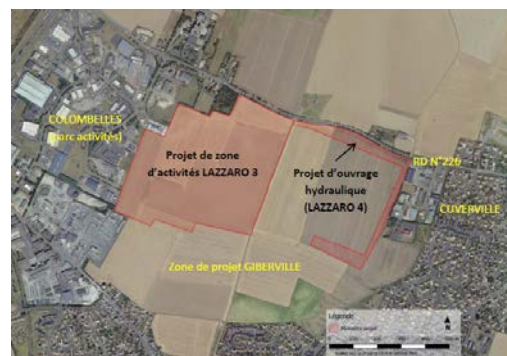 COLOMBELLES
(parc activités)
Projet de zone
d'activités LAZZARO 3
Projet d'ouvrage
hydraulique
(LAZZARO 4)
RD N°226
CUVERVILLE
Zone de projet GIBERVILLE
Légende
N